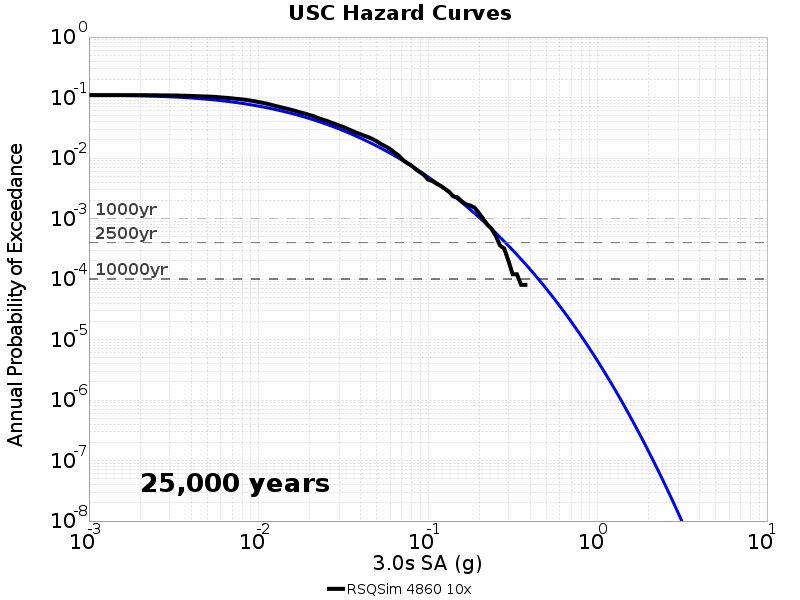 USC Hazard Curves
Annual Probability of Exceedance
10^0
10^-1
10^-2
10^-3
10^-4
10^-5
10^-6
10^-7
10^-8
1000yr
2500yr
10000yr
25,000 years
10^-3 10^-2 10^-1 10^0 10^1
3.0s SA (g)
RSQSim 4860 10x